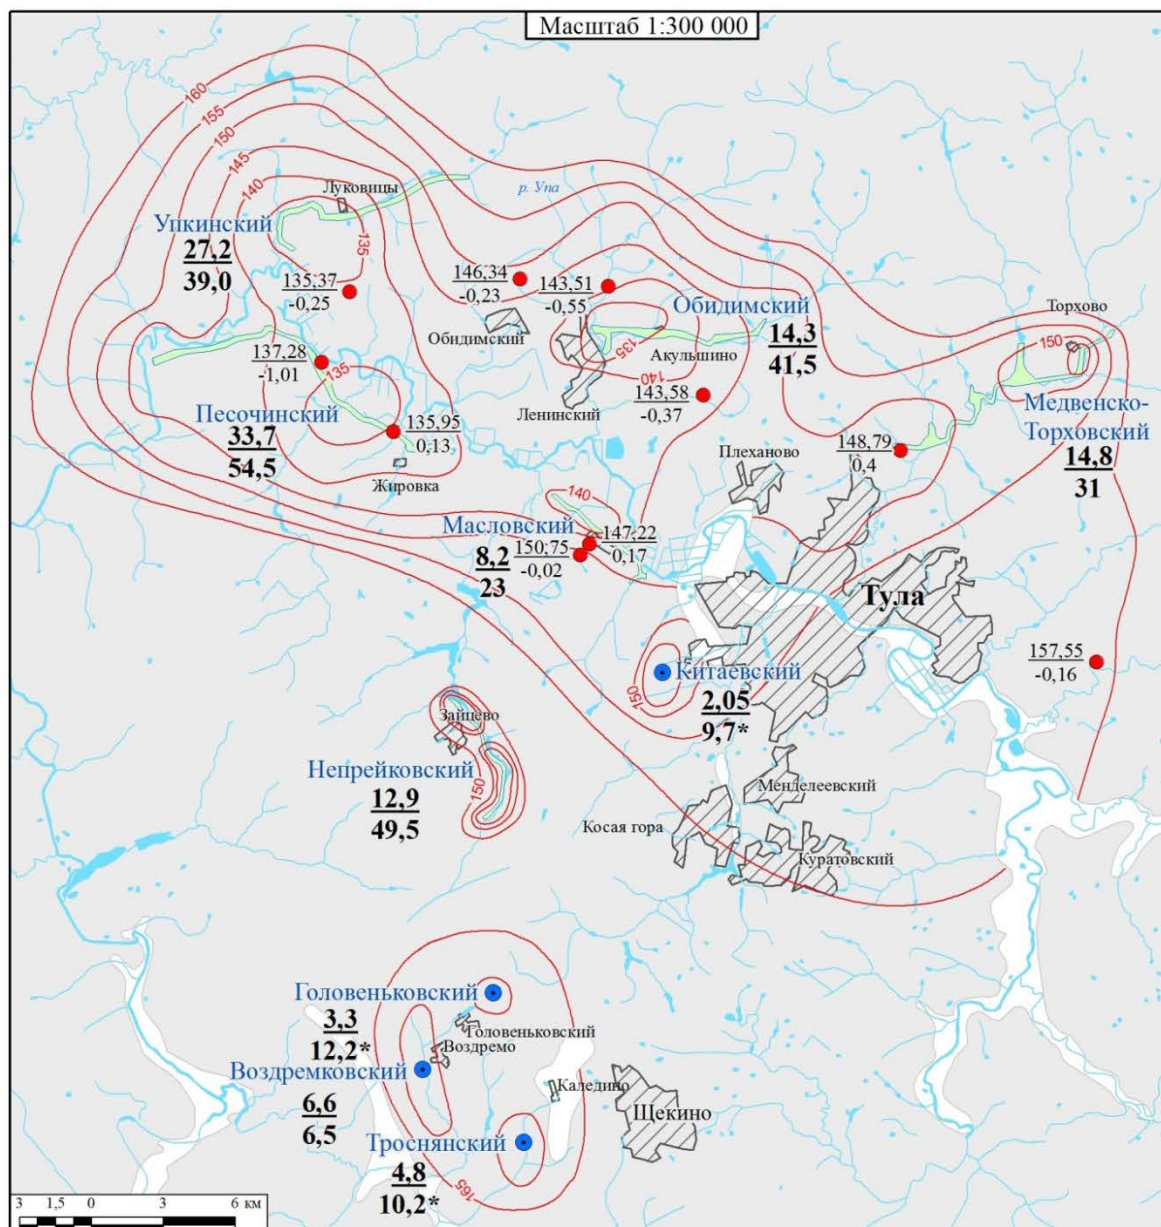 Масштаб 1:300 000
160
155
150
145
140
Луковицы
р. Упа
Упкинский
27,2
39,0
135
135,37
-0,25
146,34
-0,23
143,51
-0,55
Обидимский
Обидимский
14,3
41,5
Торхово
150
135
Акульшино
140
137,28
-1,01
135
Ленинский
143,58
-0,37
Медвенско-
Торховский
14,8
31
Песочинский
33,7
54,5
135,95
0,13
148,79
0,4
Плеханово
Жировка
140
Масловский
8,2
23
150,75
-0,02
147,22
0,17
Тула
157,55
-0,16
Китаевский
2,05
9,7*
150
Зайцево
Непрейковский
12,9
49,5
150
Менделеевский
Косая гора
Куратовский
Головеньковский
3,3
12,2*
Головеньковский
Воздремо
Воздремковский
6,6
6,5
Каледино
Щекино
Троснянский
4,8
10,2*
165
3 1,5 0 3 6 км